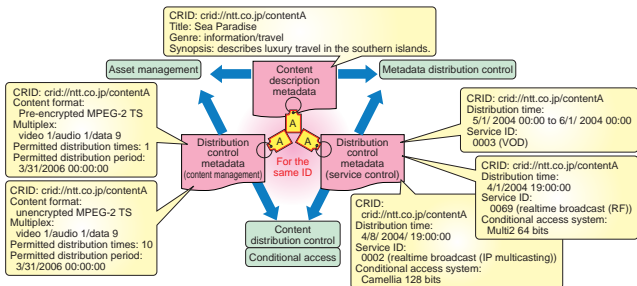 CRID: crid://ntt.co.jp/contentA
Title: Sea Paradise
Genre: information/travel
Synopsis: describes luxury travel in the southern islands.
Asset management
Content
description
metadata
Metadata distribution control
CRID: crid://ntt.co.jp/contentA
Content format:
Pre-encrypted MPEG-2 TS
Multiplex:
video 1/audio 1/data 9
Permitted distribution times: 1
Permitted distribution period:
3/31/2006 00:00:00
CRID: crid://ntt.co.jp/contentA
Distribution time:
5/1/ 2004 00:00 to 6/1/ 2004 00:00
Service ID:
0003 (VOD)
A
A
A
Distribution
control
metadata
(content management)
For the
same ID
Distribution
control
metadata
(service control)
CRID: crid://ntt.co.jp/contentA
Distribution time:
4/1/2004 19:00:00
Service ID:
0069 (realtime broadcast (RF))
Conditional access system:
Multi2 64 bits
CRID: crid://ntt.co.jp/contentA
Content format:
unencrypted MPEG-2 TS
Multiplex:
video 1/audio 1/data 9
Permitted distribution times: 10
Permitted distribution period:
3/31/2006 00:00:00
Content
distribution control
Conditional access
CRID:
crid://ntt.co.jp/contentA
Distribution time:
4/8/ 2004/ 19:00:00
Service ID:
0002 (realtime broadcast (IP multicasting))
Conditional access system:
Camellia 128 bits